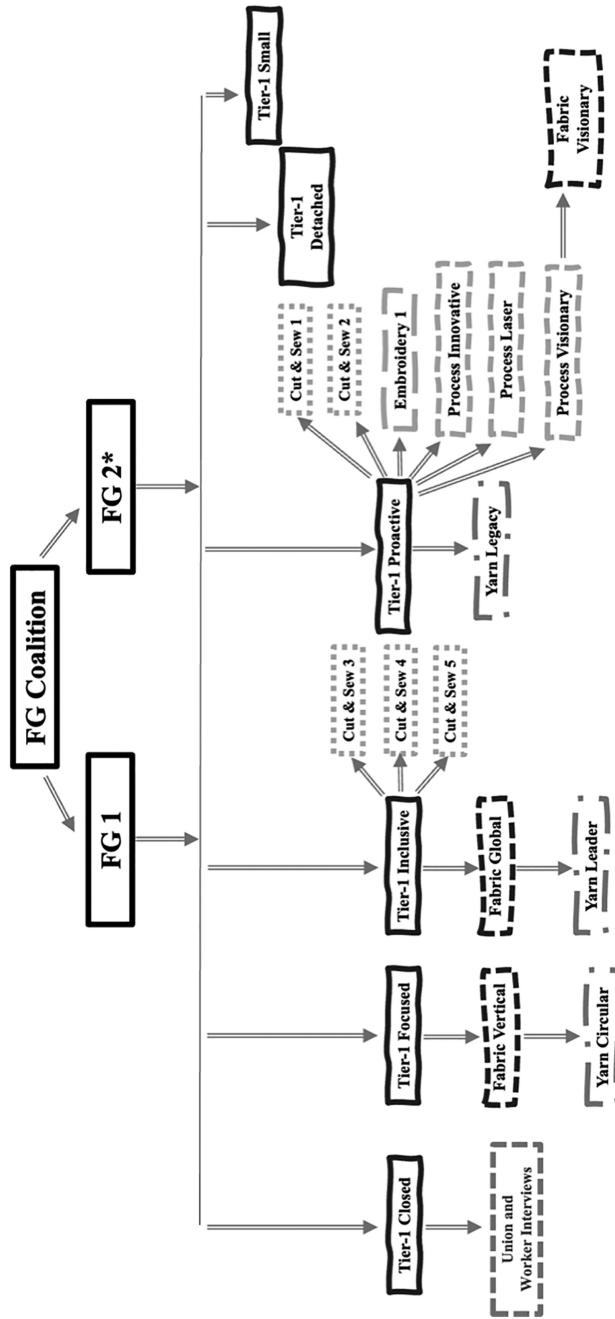 FG Coalition
FG 1
FG 2*
Tier-1 Closed
Tier-1 Focused
Tier-1 Inclusive
Tier-1 Proactive
Tier-1
Detached
Tier-1 Small
Union and
Worker Interviews
Fabric Vertical
Yarn Circular
Fabric Global
Yarn Leader
Cut & Sew 3
Cut & Sew 4
Cut & Sew 5
Yarn Legacy
Cut & Sew 1
Cut & Sew 2
Embroidery 1
Process Innovative
Process Laser
Process Visionary
Fabric
Visionary